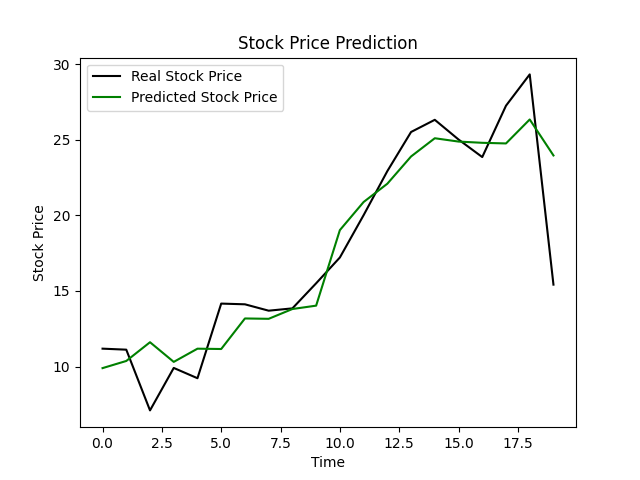 Stock Price Prediction
Real Stock Price
Predicted Stock Price
Stock Price
30
25
20
15
10
0.0 2.5 5.0 7.5 10.0 12.5 15.0 17.5
Time